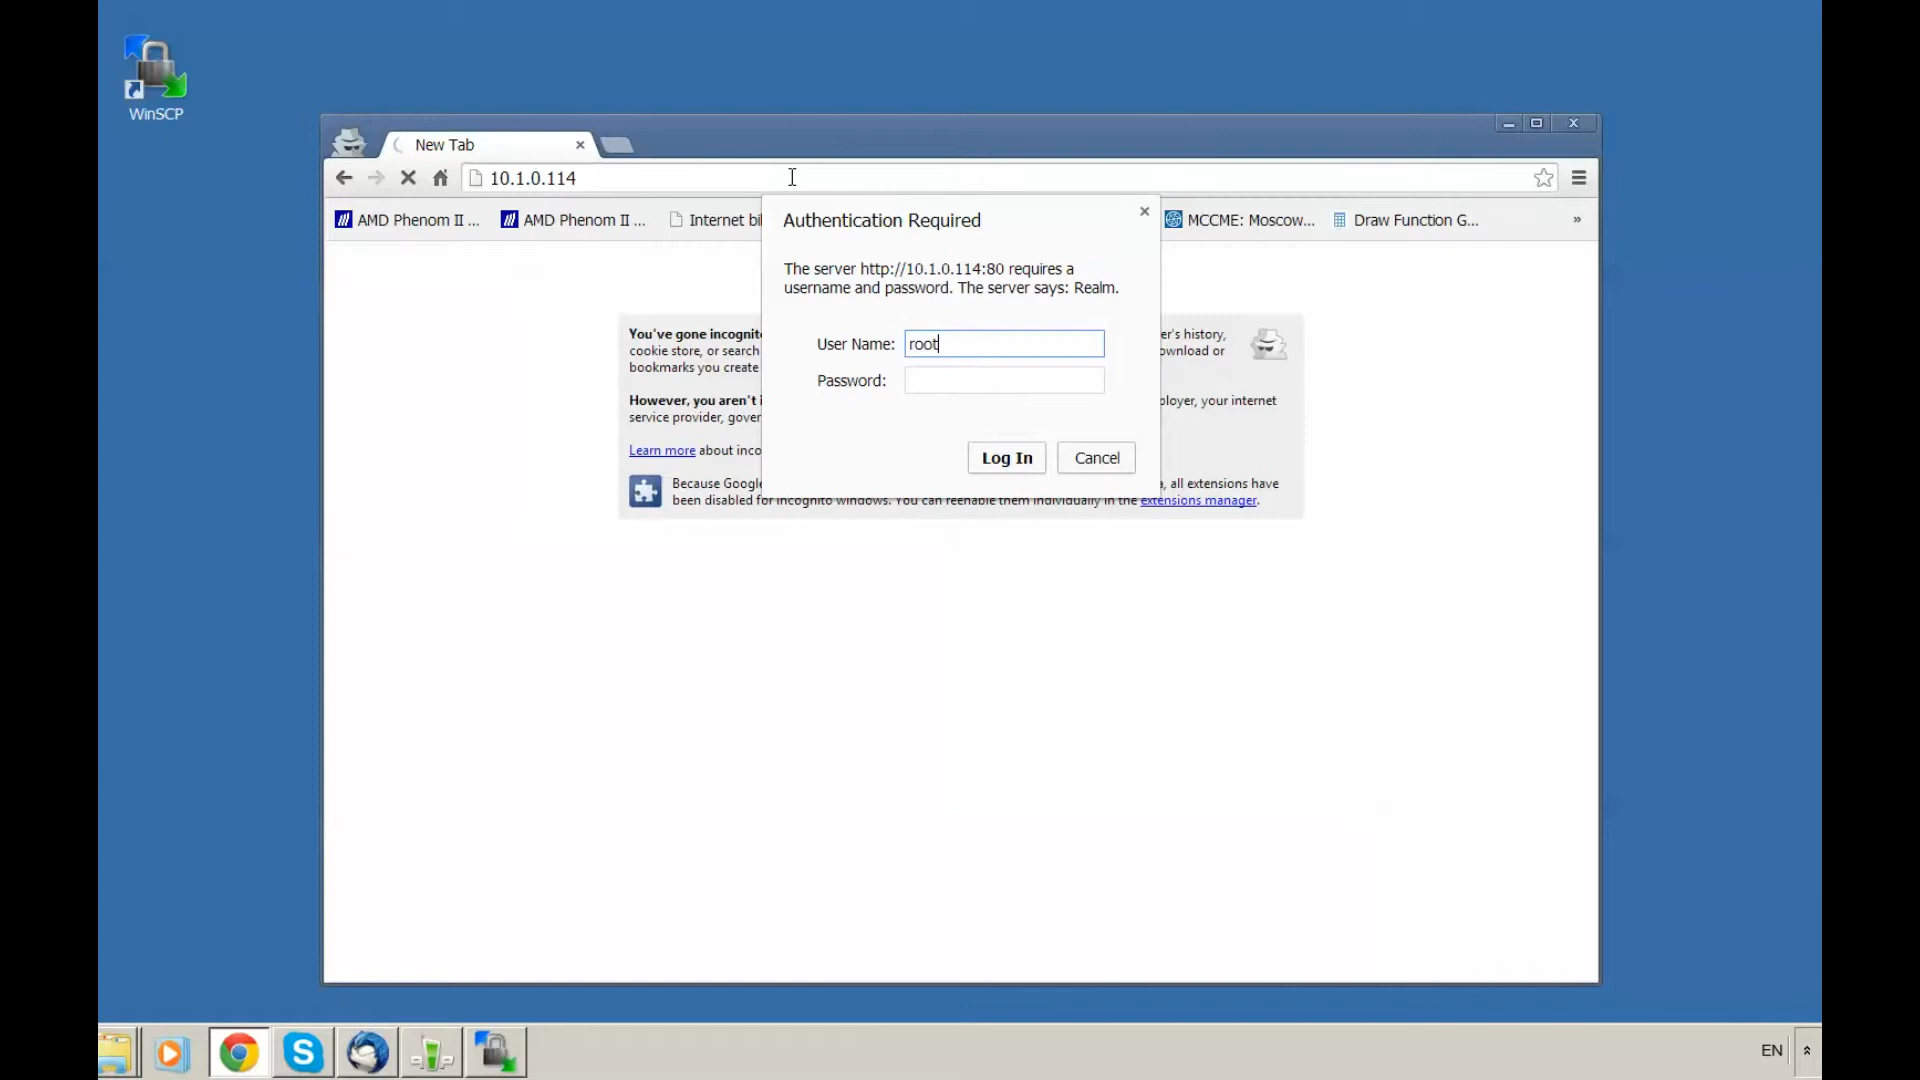 WinSCP
New Tab
10.1.0.114
AMD Phenom II ...
AMD Phenom II ...
Internet
MCCME: Moscow...
Draw Function G...
»
Authentication Required
The server http://10.1.0.114:80 requires a
username and password. The server says: Realm.
User Name: root
Password:
Log In
Cancel
You've gone incognito
er's history,
cookie store, or search
ownload or
bookmarks you create
However, you aren't
ployer, your internet
service provider, gover
Learn more about inco
Because Google
, all extensions have
been disabled for incognito windows. You can reenable them individually in the extensions manager.
EN